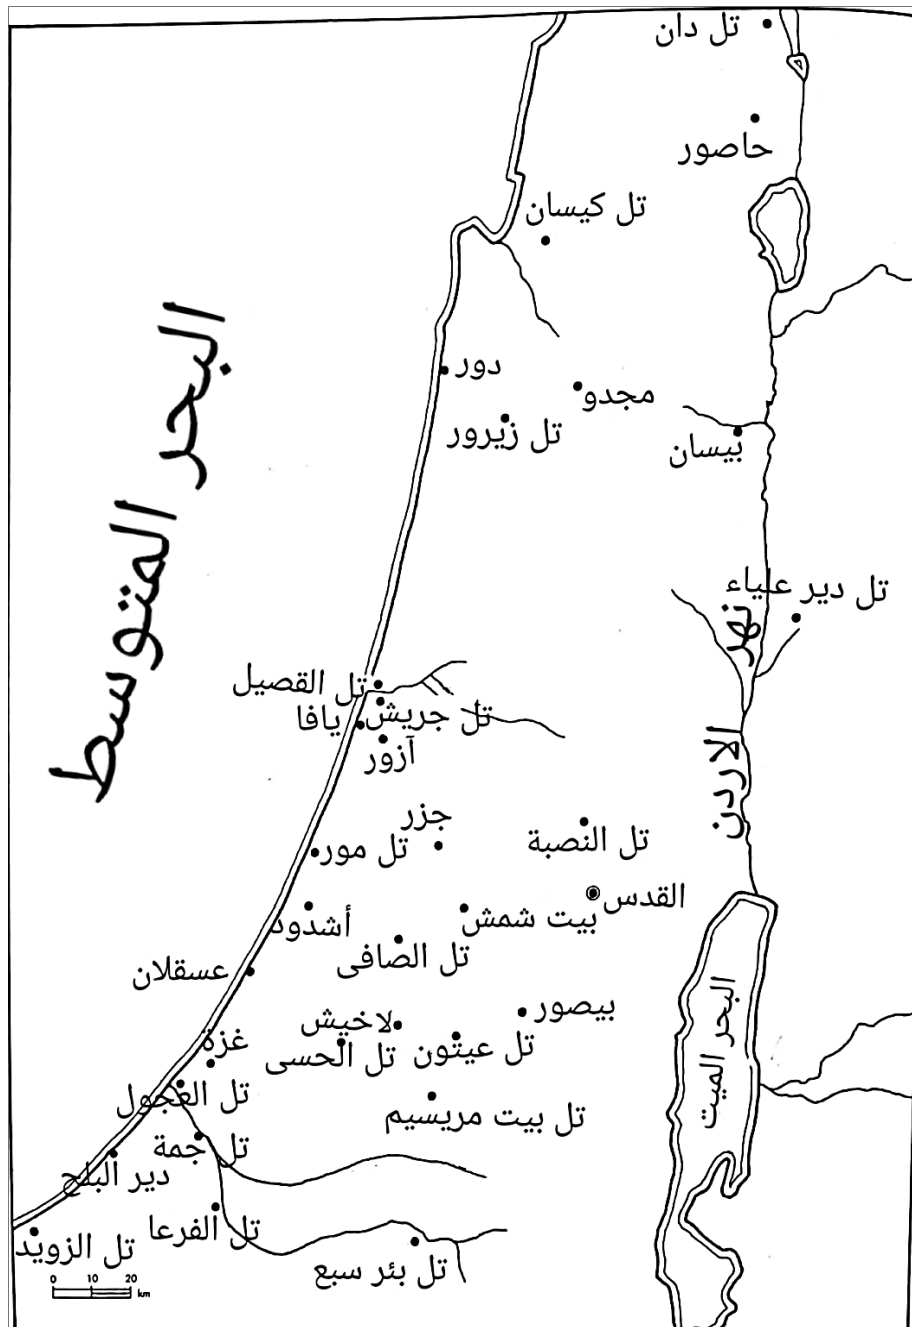 تل دان
حاصور
تل كيسان
البحر المتوسط
دور
مجدو
تل زيرور
بيسان
تل دير علياء
نهر الاردن
تل القصيل
تل جريش
يافا
آزور
جزر
تل مور
تل النصبة
القدس
بيت شمش
أشدود
تل الصافى
عسقلان
البحر الميت
بيصور
لاخيش
تل عيتون
غزة
تل الحسى
تل العجول
تل بيت مريسيم
تل جمة
دير البلح
تل الفرعا
تل الزويد
تل بئر سبع
0 10 20
km